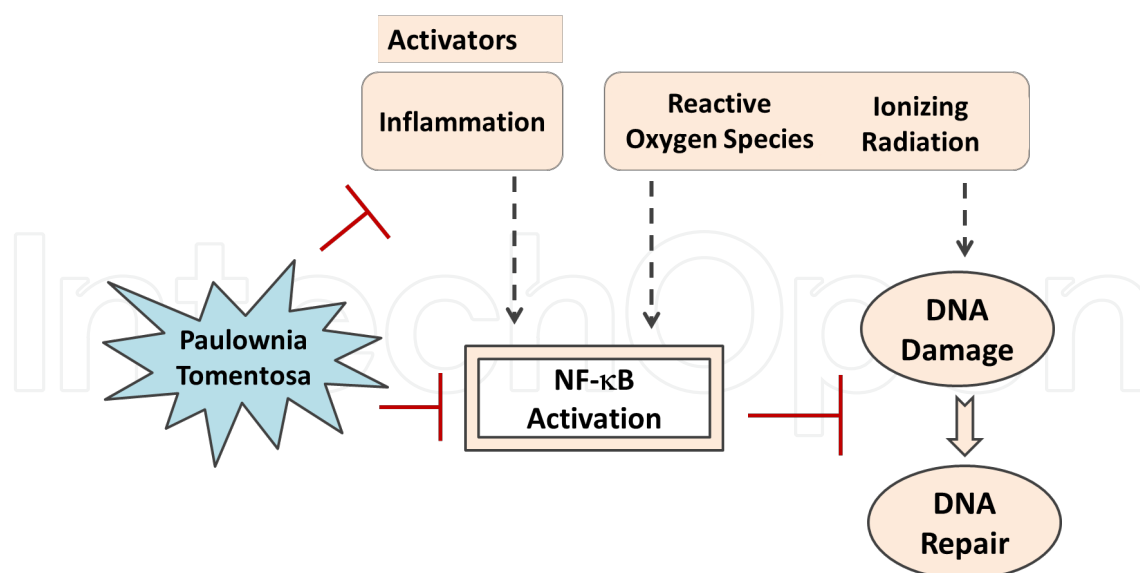 Activators
Inflammation
Reactive
Oxygen Species
Ionizing
Radiation
Paulownia
Tomentosa
NF-κB
Activation
DNA
Damage
DNA
Repair
IntechOpen